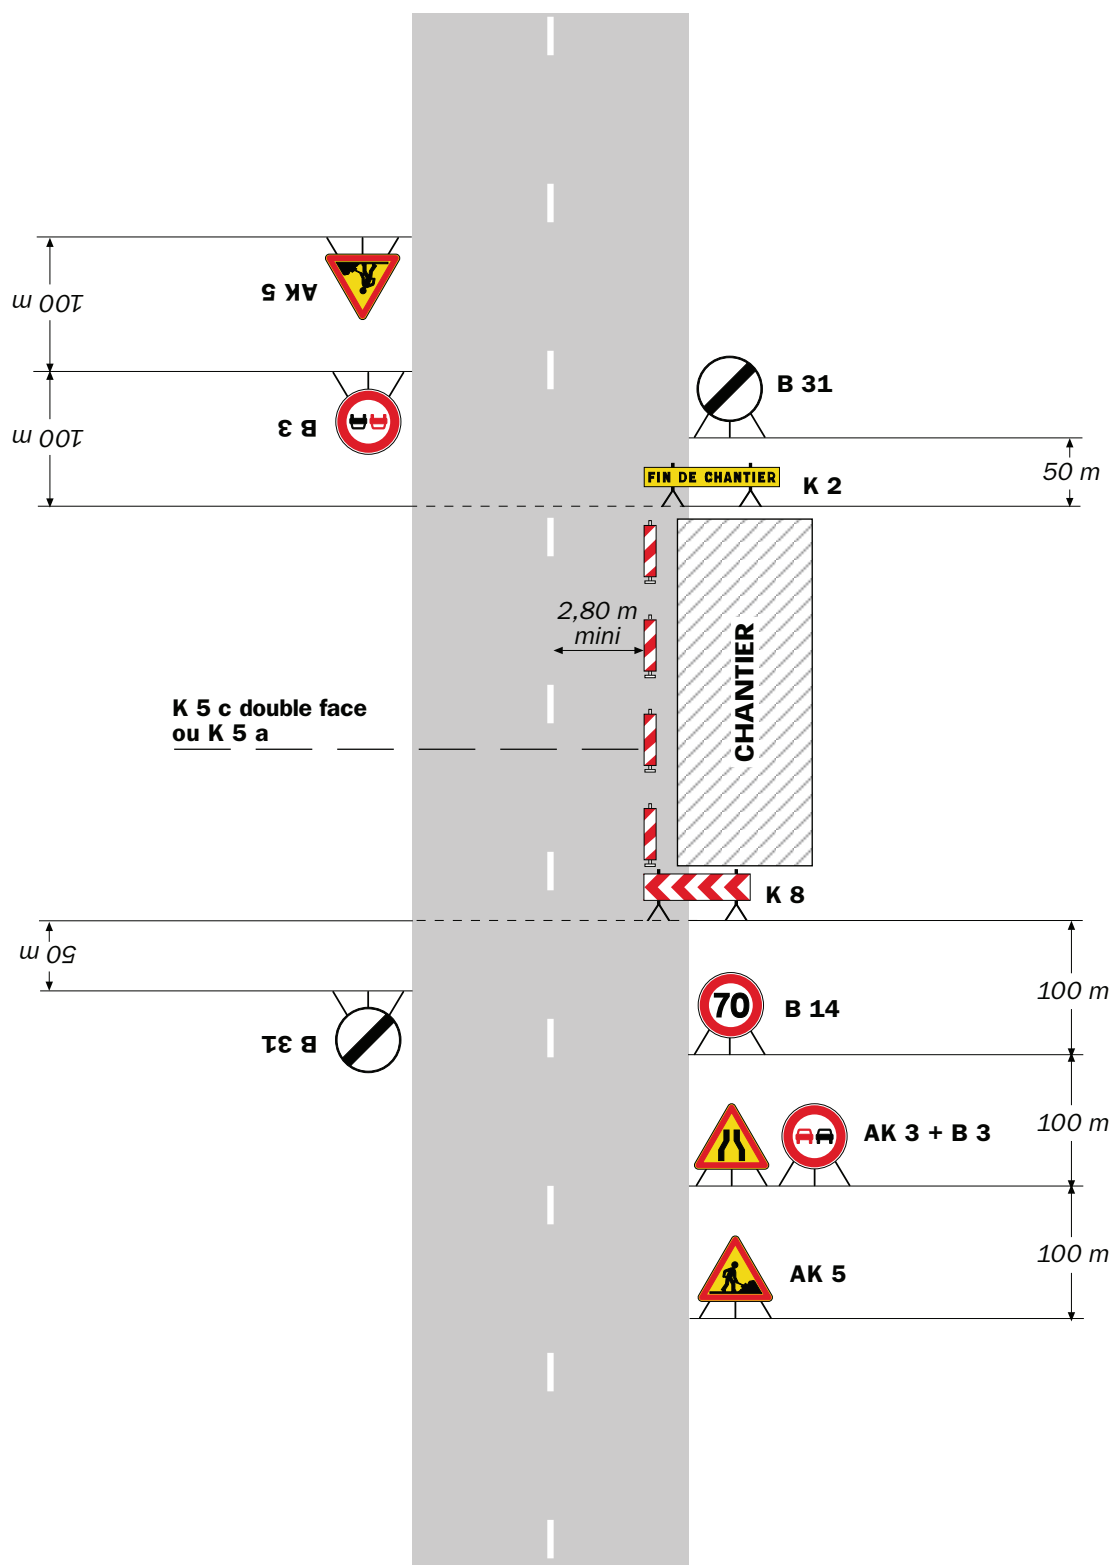 AK 5
100 m
B 3
100 m
B 31
50 m
FIN DE CHANTIER
K 2
2,80 m
mini
CHANTIER
K 5 c double face
ou K 5 a
K 8
50 m
B 31
70
B 14
100 m
AK 3 + B 3
100 m
AK 5
100 m